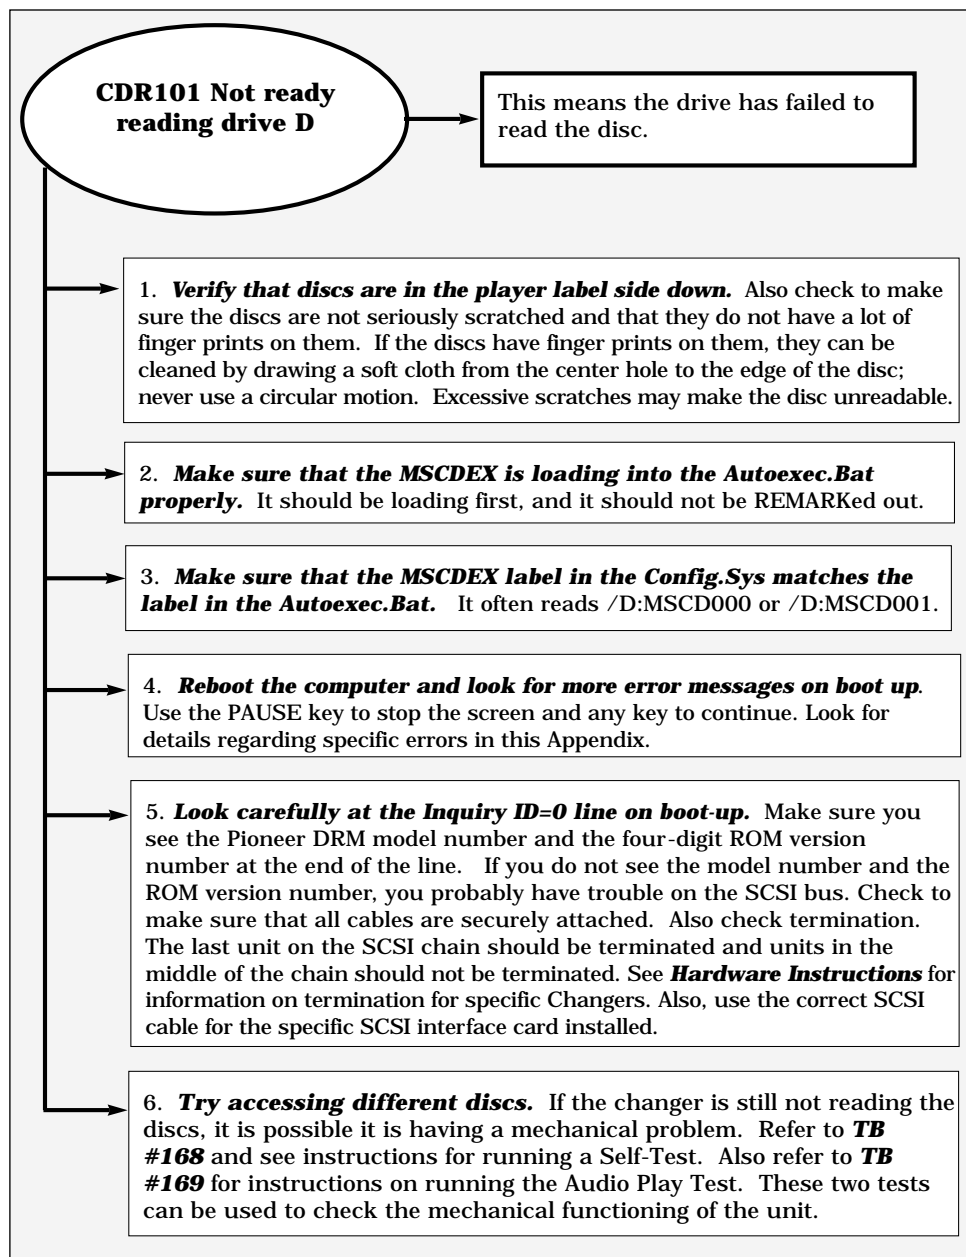 CDR101 Not ready
reading drive D
This means the drive has failed to
read the disc.
1. Verify that discs are in the player label side down. Also check to make
sure the discs are not seriously scratched and that they do not have a lot of
finger prints on them. If the discs have finger prints on them, they can be
cleaned by drawing a soft cloth from the center hole to the edge of the disc;
never use a circular motion. Excessive scratches may make the disc unreadable.
2. Make sure that the MSCDEX is loading into the Autoexec.Bat
properly. It should be loading first, and it should not be REMARKed out.
3. Make sure that the MSCDEX label in the Config.Sys matches the
label in the Autoexec.Bat. It often reads /D:MSCD000 or /D:MSCD001.
4. Reboot the computer and look for more error messages on boot up.
Use the PAUSE key to stop the screen and any key to continue. Look for
details regarding specific errors in this Appendix.
5. Look carefully at the Inquiry ID=0 line on boot-up. Make sure you
see the Pioneer DRM model number and the four-digit ROM version
number at the end of the line. If you do not see the model number and the
ROM version number, you probably have trouble on the SCSI bus. Check to
make sure that all cables are securely attached. Also check termination.
The last unit on the SCSI chain should be terminated and units in the
middle of the chain should not be terminated. See Hardware Instructions for
information on termination for specific Changers. Also, use the correct SCSI
cable for the specific SCSI interface card installed.
6. Try accessing different discs. If the changer is still not reading the
discs, it is possible it is having a mechanical problem. Refer to TB
#168 and see instructions for running a Self-Test. Also refer to TB
#169 for instructions on running the Audio Play Test. These two tests
can be used to check the mechanical functioning of the unit.